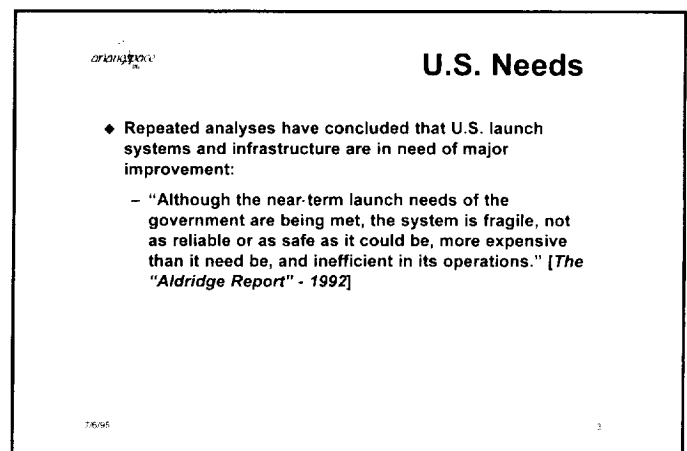 arianespace
U.S. Needs
◆ Repeated analyses have concluded that U.S. launch
systems and infrastructure are in need of major
improvement:
– “Although the near-term launch needs of the
government are being met, the system is fragile, not
as reliable or as safe as it could be, more expensive
than it need be, and inefficient in its operations.” [The
"Aldridge Report" - 1992]
7/6/95
3